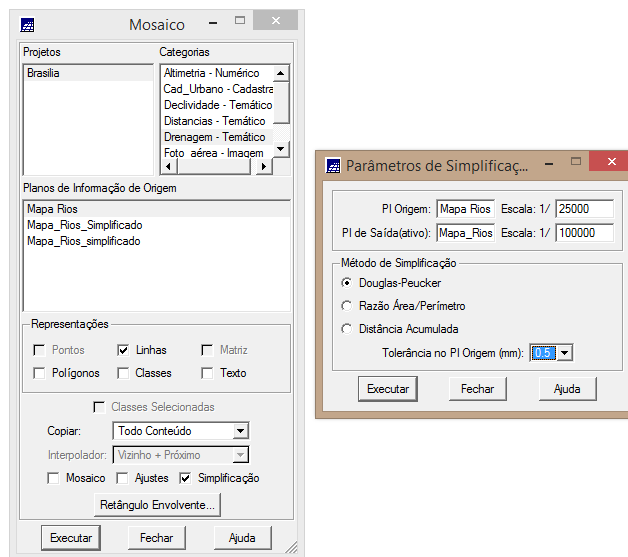 Mosaico
Projetos
Categorias
Brasilia
Altimetria - Numérico
Cad_Urbano - Cadastra
Declividade - Temático
Distancias - Temático
Drenagem - Temático
Foto_aérea - Imagem
Planos de Informação de Origem
Mapa Rios
Mapa_Rios_Simplificado
Mapa_Rios_simplificado
Representações
Pontos Linhas Matriz
Polígonos Classes Texto
Classes Selecionadas
Copiar: Todo Conteúdo
Interpolador: Vizinho + Próximo
Mosaico Ajustes Simplificação
Retângulo Envolvente...
Executar Fechar Ajuda
Parâmetros de Simplificaç...
PI Origem: Mapa Rios Escala: 1/ 25000
PI de Saída(ativo): Mapa_Rios Escala: 1/ 100000
Método de Simplificação
Douglas-Peucker
Razão Área/Perímetro
Distância Acumulada
Tolerância no PI Origem (mm): 0.5
Executar Fechar Ajuda